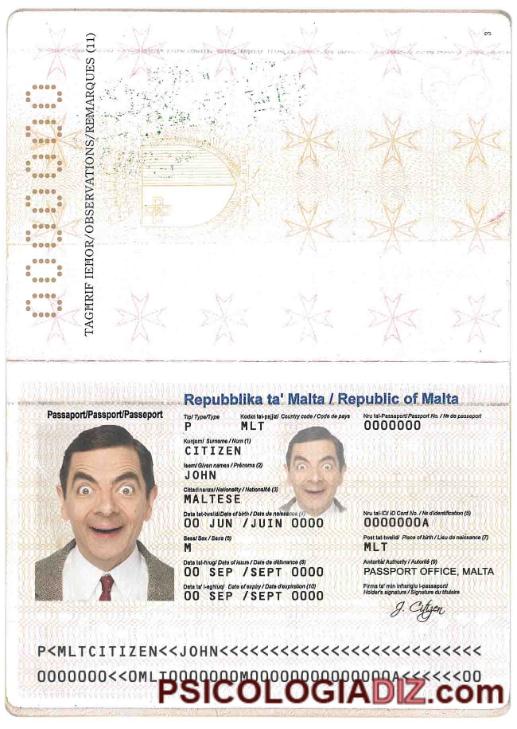 3
0000000
TAGĦRIF IEĦOR/OBSERVATIONS/REMARQUES (11)
Repubblika ta' Malta / Republic of Malta
Passaport/Passport/Passeport
Tip/ Type/Type
Kodiċi tal-pajjiż/ Country code / Code de pays
Nru tal-Passaport/ Passport No. / No de passeport
P
MLT
0000000
Kunjom/ Surname / Nom (1)
CITIZEN
Isem/ Given names / Prénoms (2)
JOHN
Ċittadinanza/ Nationality / Nationalité (3)
MALTESE
Data tat-twelid/ Date of birth / Date de naissance (4)
Nru tal-ID/ ID Card No. / No d'identification (6)
00 JUN /JUIN 0000
0000000A
Sess/ Sex / Sexe (5)
Post tat-twelid/ Place of birth / Lieu de naissance (7)
M
MLT
Data tal-ħruġ/ Date of issue / Date de délivrance (8)
Awtorità/ Authority / Autorité (9)
00 SEP /SEPT 0000
PASSPORT OFFICE, MALTA
Data ta' l-egħluq/ Date of expiry / Date d'expiration (10)
Firma ta' min inħariġlu l-passaport/
Holder's signature / Signature du titulaire
00 SEP /SEPT 0000
J. Citizen
P<MLTCITIZEN<<JOHN<<<<<<<<<<<<<<<<<<<<<<<<<<
0000000<<0MLT0000000M00000000000000A<<<<<<00
PSICOLOGIADIZ.com